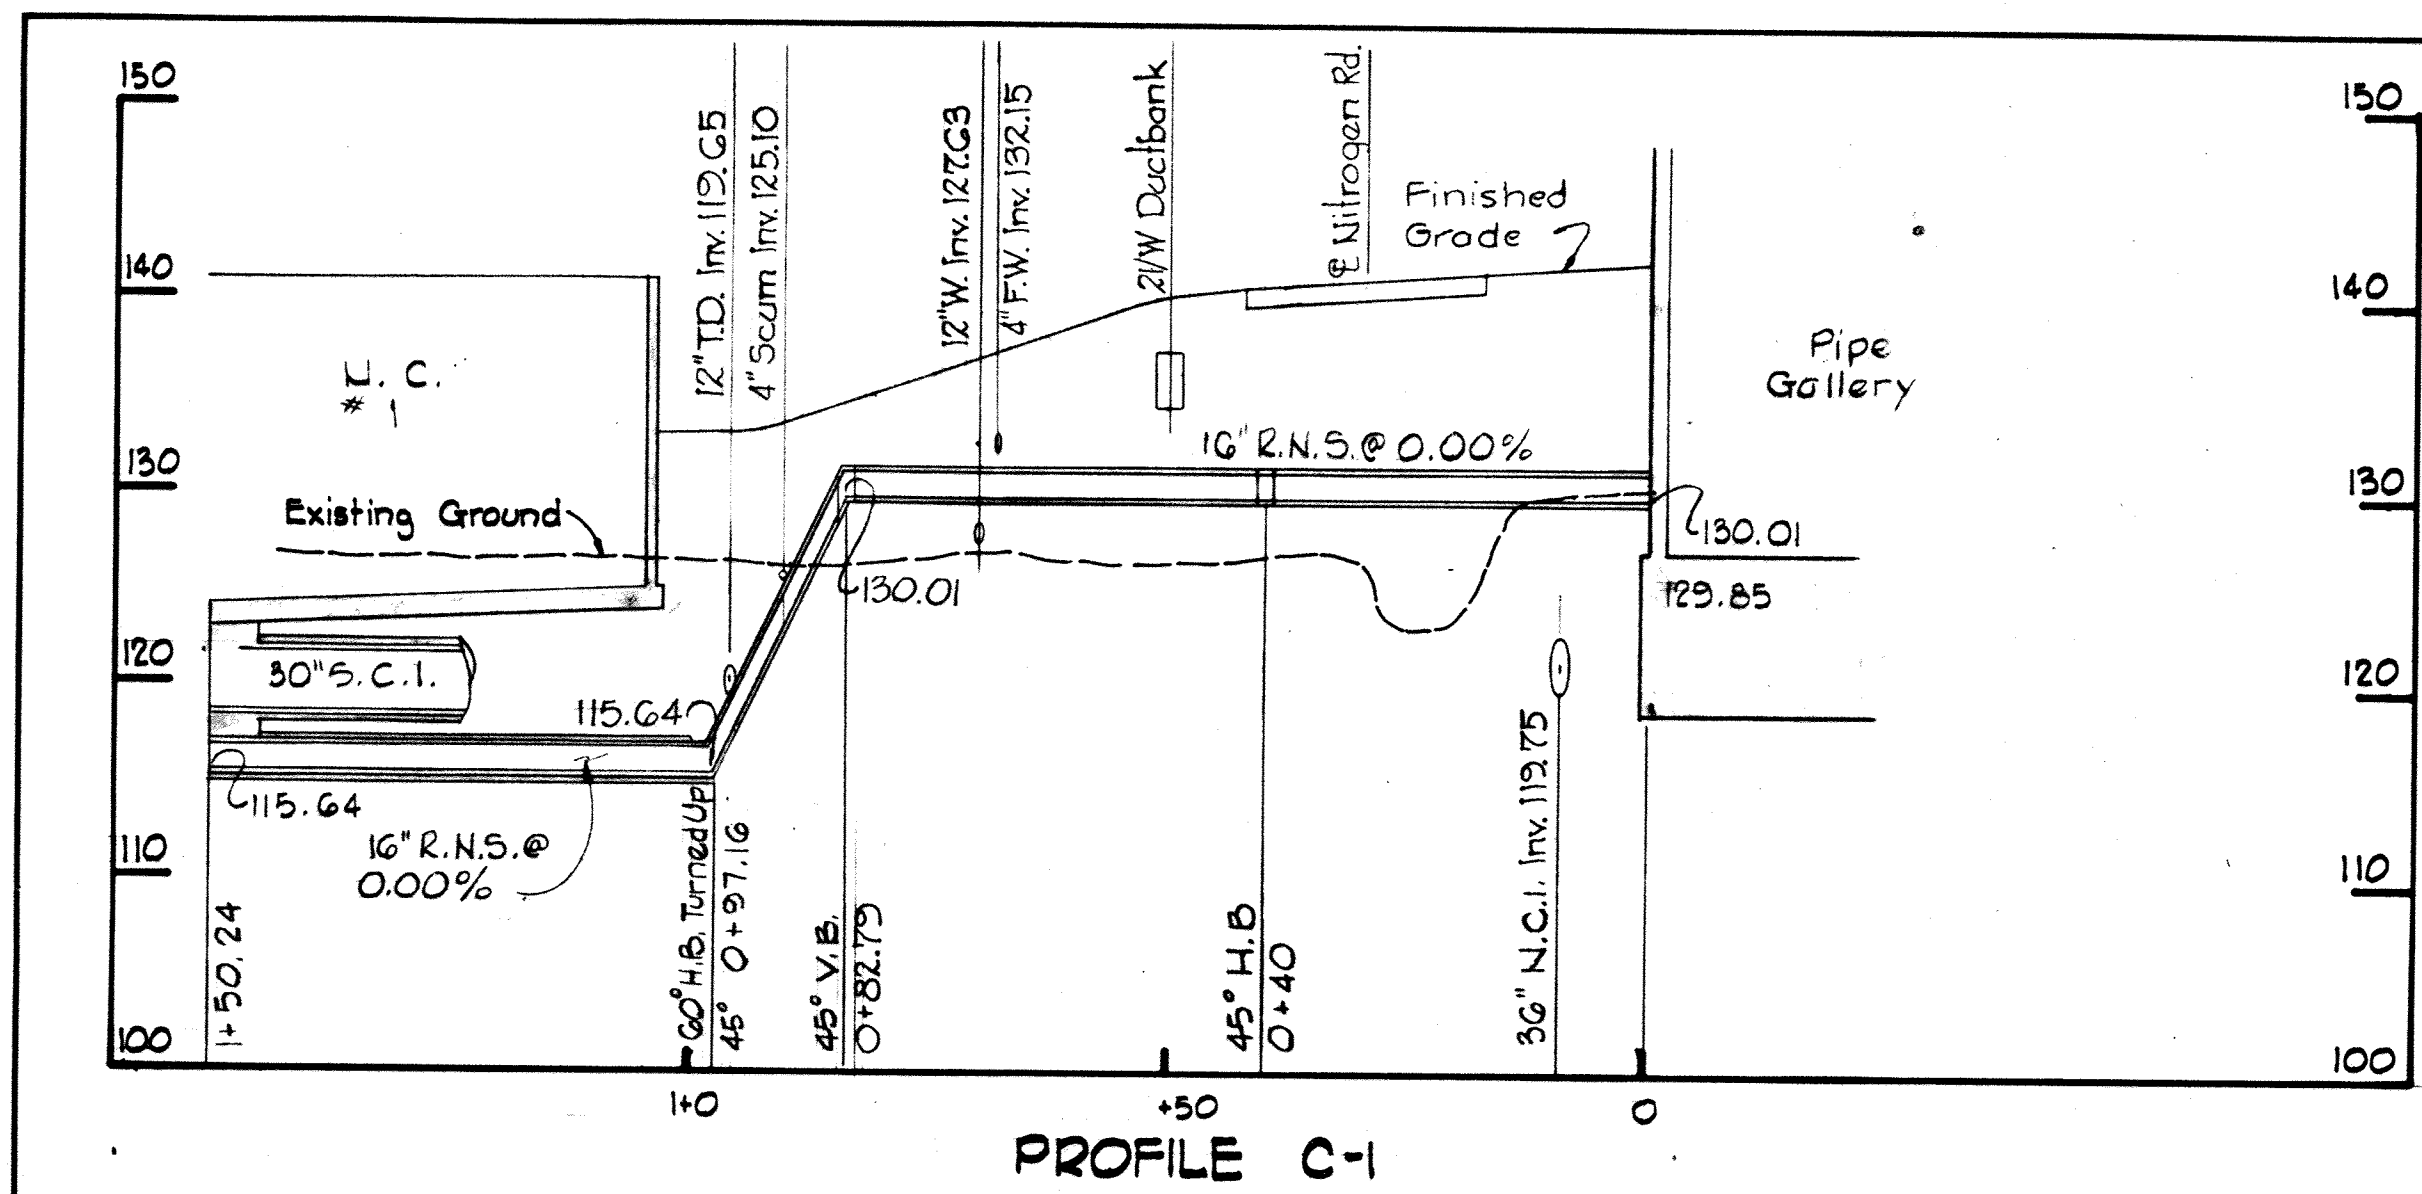 150
140
130
120
110
100
N. C.
# 1
Existing Ground
30" S.C.I.
115.64
115.64
16" R.N.S. @
0.00%
12" T.D. Inv. 119.65
4" Scum Inv. 125.10
12" W. Inv. 127.63
4" F.W. Inv. 132.15
21/W Ductbank
℄ Nitrogen Rd.
Finished
Grade
16" R.N.S. @ 0.00%
130.01
130.01
129.85
Pipe
Gallery
1+50.24
60° H.B. Turned Up
45° 0+97.16
45° V.B.
0+82.79
45° H.B
0+40
36" N.C.I. Inv. 119.75
150
140
130
120
110
100
1+0
+50
0
PROFILE C-1